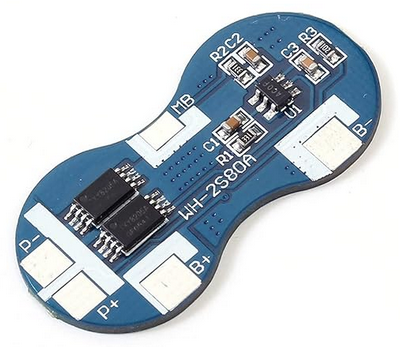 R2C2
R3
C3
U1
MB
B-
C1
R1
WH-2S80A
P-
P+
B+